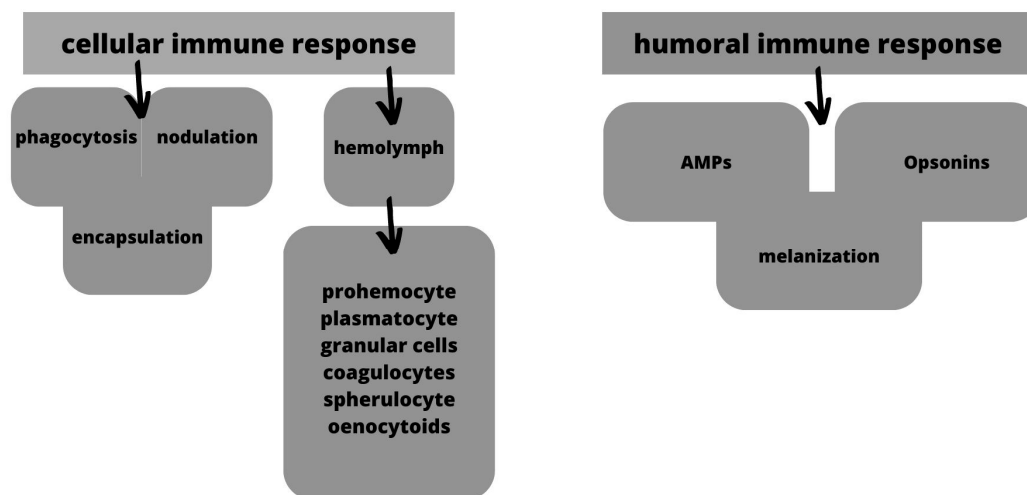 cellular immune response
phagocytosis
nodulation
encapsulation
hemolymph
prohemocyte
plasmatocyte
granular cells
coagulocytes
spherulocyte
oenocytoids
humoral immune response
AMPs
Opsonins
melanization